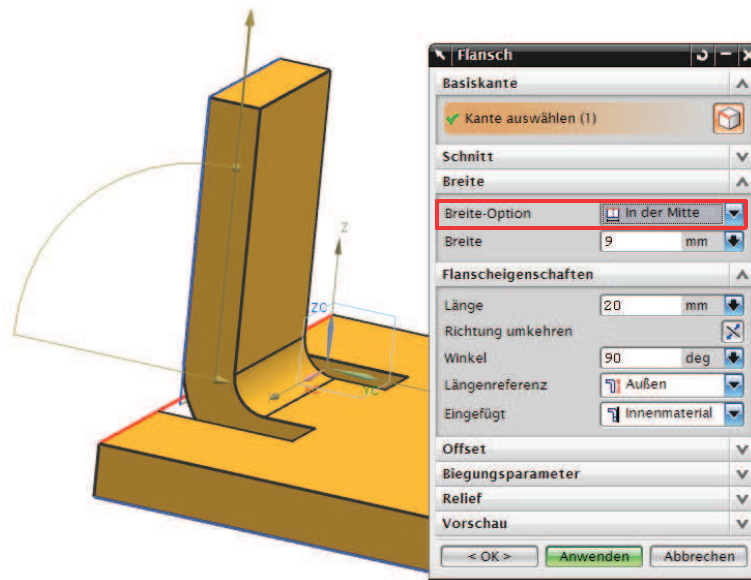 Flansch
Basiskante
Kante auswählen (1)
Schnitt
Breite
Breite-Option In der Mitte
Breite 9 mm
Flanscheigenschaften
Länge 20 mm
Richtung umkehren
Winkel 90 deg
Längenreferenz Außen
Eingefügt Innenmaterial
Offset
Biegungsparameter
Relief
Vorschau
< OK > Anwenden Abbrechen
Z
ZC
YC